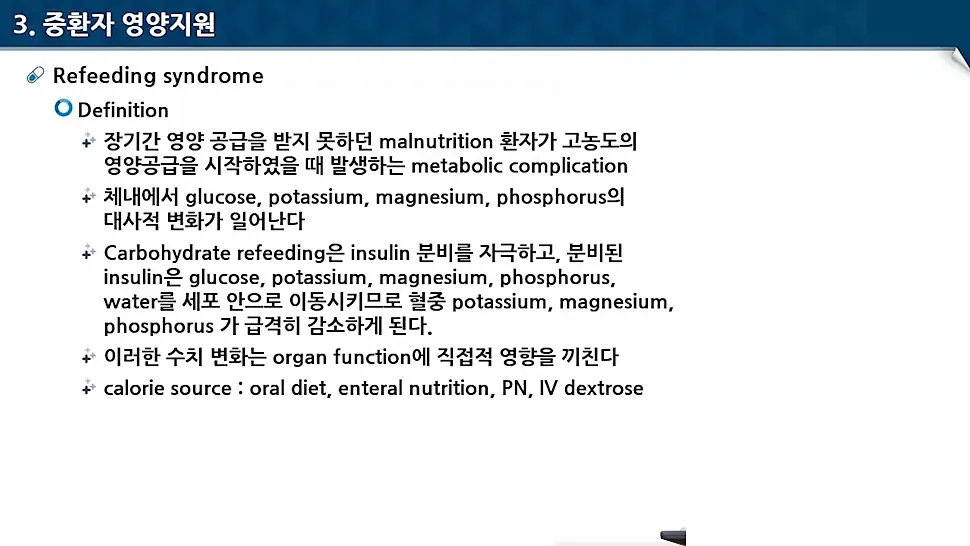 3. 중환자 영양지원
Refeeding syndrome
Definition
장기간 영양 공급을 받지 못하던 malnutrition 환자가 고농도의
영양공급을 시작하였을 때 발생하는 metabolic complication
체내에서 glucose, potassium, magnesium, phosphorus의
대사적 변화가 일어난다
Carbohydrate refeeding은 insulin 분비를 자극하고, 분비된
insulin은 glucose, potassium, magnesium, phosphorus,
water를 세포 안으로 이동시키므로 혈중 potassium, magnesium,
phosphorus 가 급격히 감소하게 된다.
이러한 수치 변화는 organ function에 직접적 영향을 끼친다
calorie source : oral diet, enteral nutrition, PN, IV dextrose